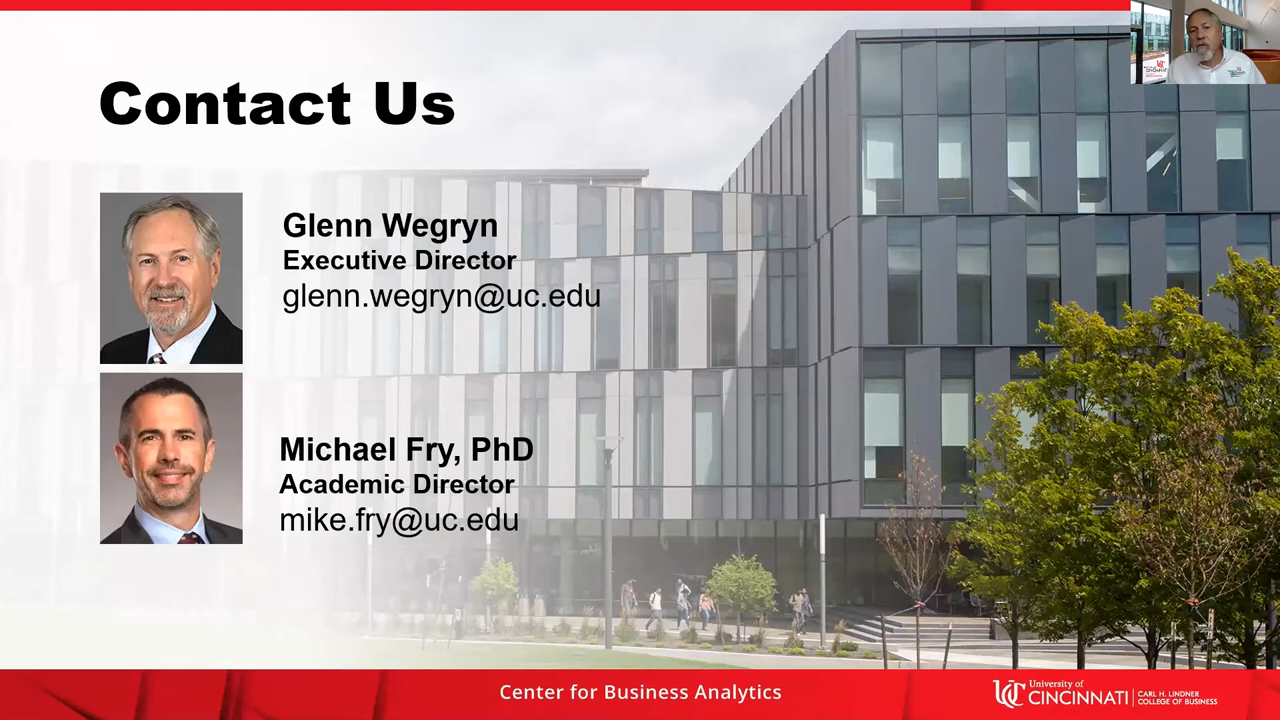 Contact Us
Glenn Wegryn
Executive Director
glenn.wegryn@uc.edu
Michael Fry, PhD
Academic Director
mike.fry@uc.edu
Center for Business Analytics
UC
University of
CINCINNATI
CARL H. LINDNER
COLLEGE OF BUSINESS